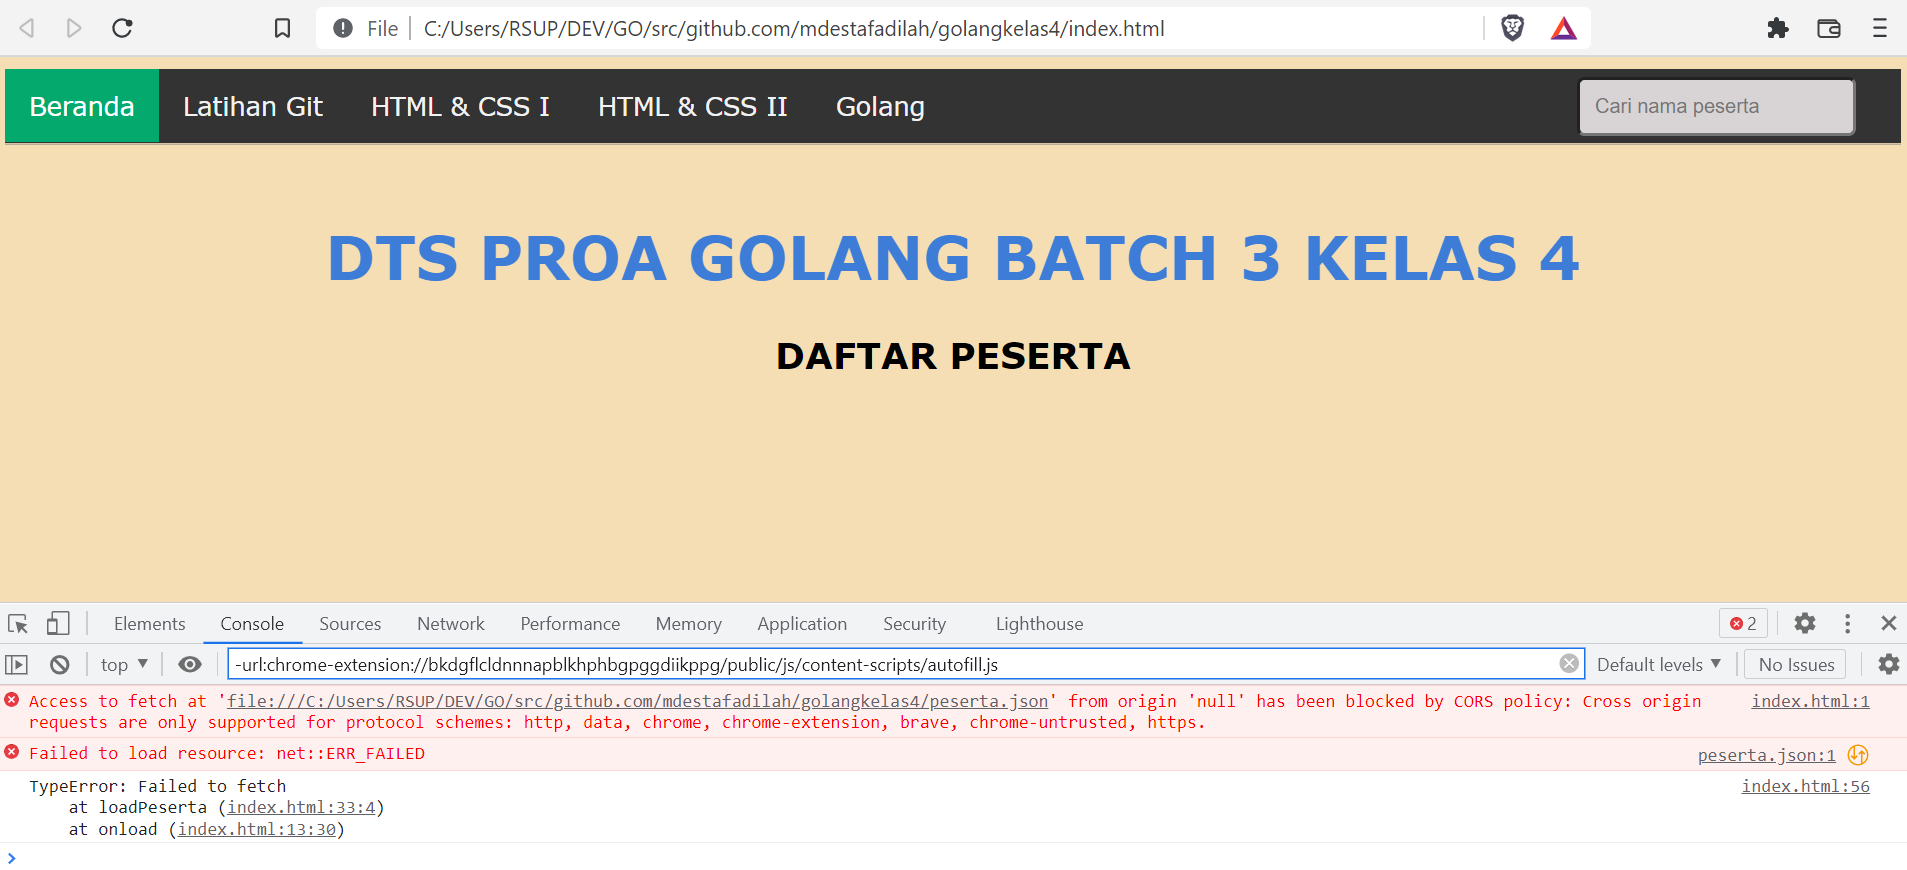 File C:/Users/RSUP/DEV/GO/src/github.com/mdestafadilah/golangkelas4/index.html
Beranda Latihan Git HTML & CSS I HTML & CSS II Golang Cari nama peserta
DTS PROA GOLANG BATCH 3 KELAS 4
DAFTAR PESERTA
Elements Console Sources Network Performance Memory Application Security Lighthouse 2
top -url:chrome-extension://bkdgflcldnnnapblkhphbgpggdiikppg/public/js/content-scripts/autofill.js Default levels No Issues
Access to fetch at 'file:///C:/Users/RSUP/DEV/GO/src/github.com/mdestafadilah/golangkelas4/peserta.json' from origin 'null' has been blocked by CORS policy: Cross origin index.html:1
requests are only supported for protocol schemes: http, data, chrome, chrome-extension, brave, chrome-untrusted, https.
Failed to load resource: net::ERR_FAILED peserta.json:1
TypeError: Failed to fetch index.html:56
at loadPeserta (index.html:33:4)
at onload (index.html:13:30)